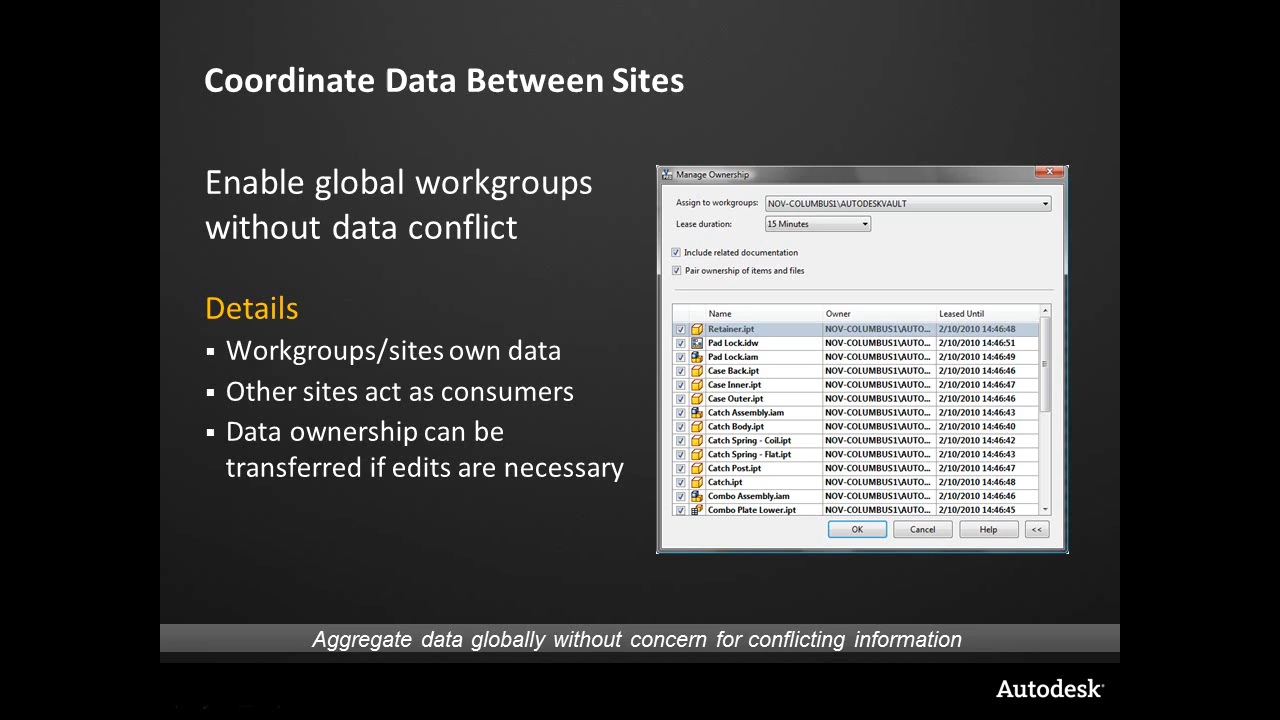 Coordinate Data Between Sites
Enable global workgroups
without data conflict
Details
Workgroups/sites own data
Other sites act as consumers
Data ownership can be
transferred if edits are necessary
Manage Ownership
Assign to workgroups: NOV-COLUMBUS1\AUTODESKVAULT
Lease duration: 15 Minutes
Include related documentation
Pair ownership of items and files
Name Owner Leased Until
Retainer.ipt NOV-COLUMBUS1\AUTO... 2/10/2010 14:46:48
Pad Lock.idw NOV-COLUMBUS1\AUTO... 2/10/2010 14:46:51
Pad Lock.iam NOV-COLUMBUS1\AUTO... 2/10/2010 14:46:49
Case Back.ipt NOV-COLUMBUS1\AUTO... 2/10/2010 14:46:46
Case Inner.ipt NOV-COLUMBUS1\AUTO... 2/10/2010 14:46:47
Case Outer.ipt NOV-COLUMBUS1\AUTO... 2/10/2010 14:46:46
Catch Assembly.iam NOV-COLUMBUS1\AUTO... 2/10/2010 14:46:43
Catch Body.ipt NOV-COLUMBUS1\AUTO... 2/10/2010 14:46:40
Catch Spring - Coil.ipt NOV-COLUMBUS1\AUTO... 2/10/2010 14:46:42
Catch Spring - Flat.ipt NOV-COLUMBUS1\AUTO... 2/10/2010 14:46:43
Catch Post.ipt NOV-COLUMBUS1\AUTO... 2/10/2010 14:46:47
Catch.ipt NOV-COLUMBUS1\AUTO... 2/10/2010 14:46:48
Combo Assembly.iam NOV-COLUMBUS1\AUTO... 2/10/2010 14:46:46
Combo Plate Lower.ipt NOV-COLUMBUS1\AUTO... 2/10/2010 14:46:45
OK Cancel Help <<
Aggregate data globally without concern for conflicting information
Autodesk